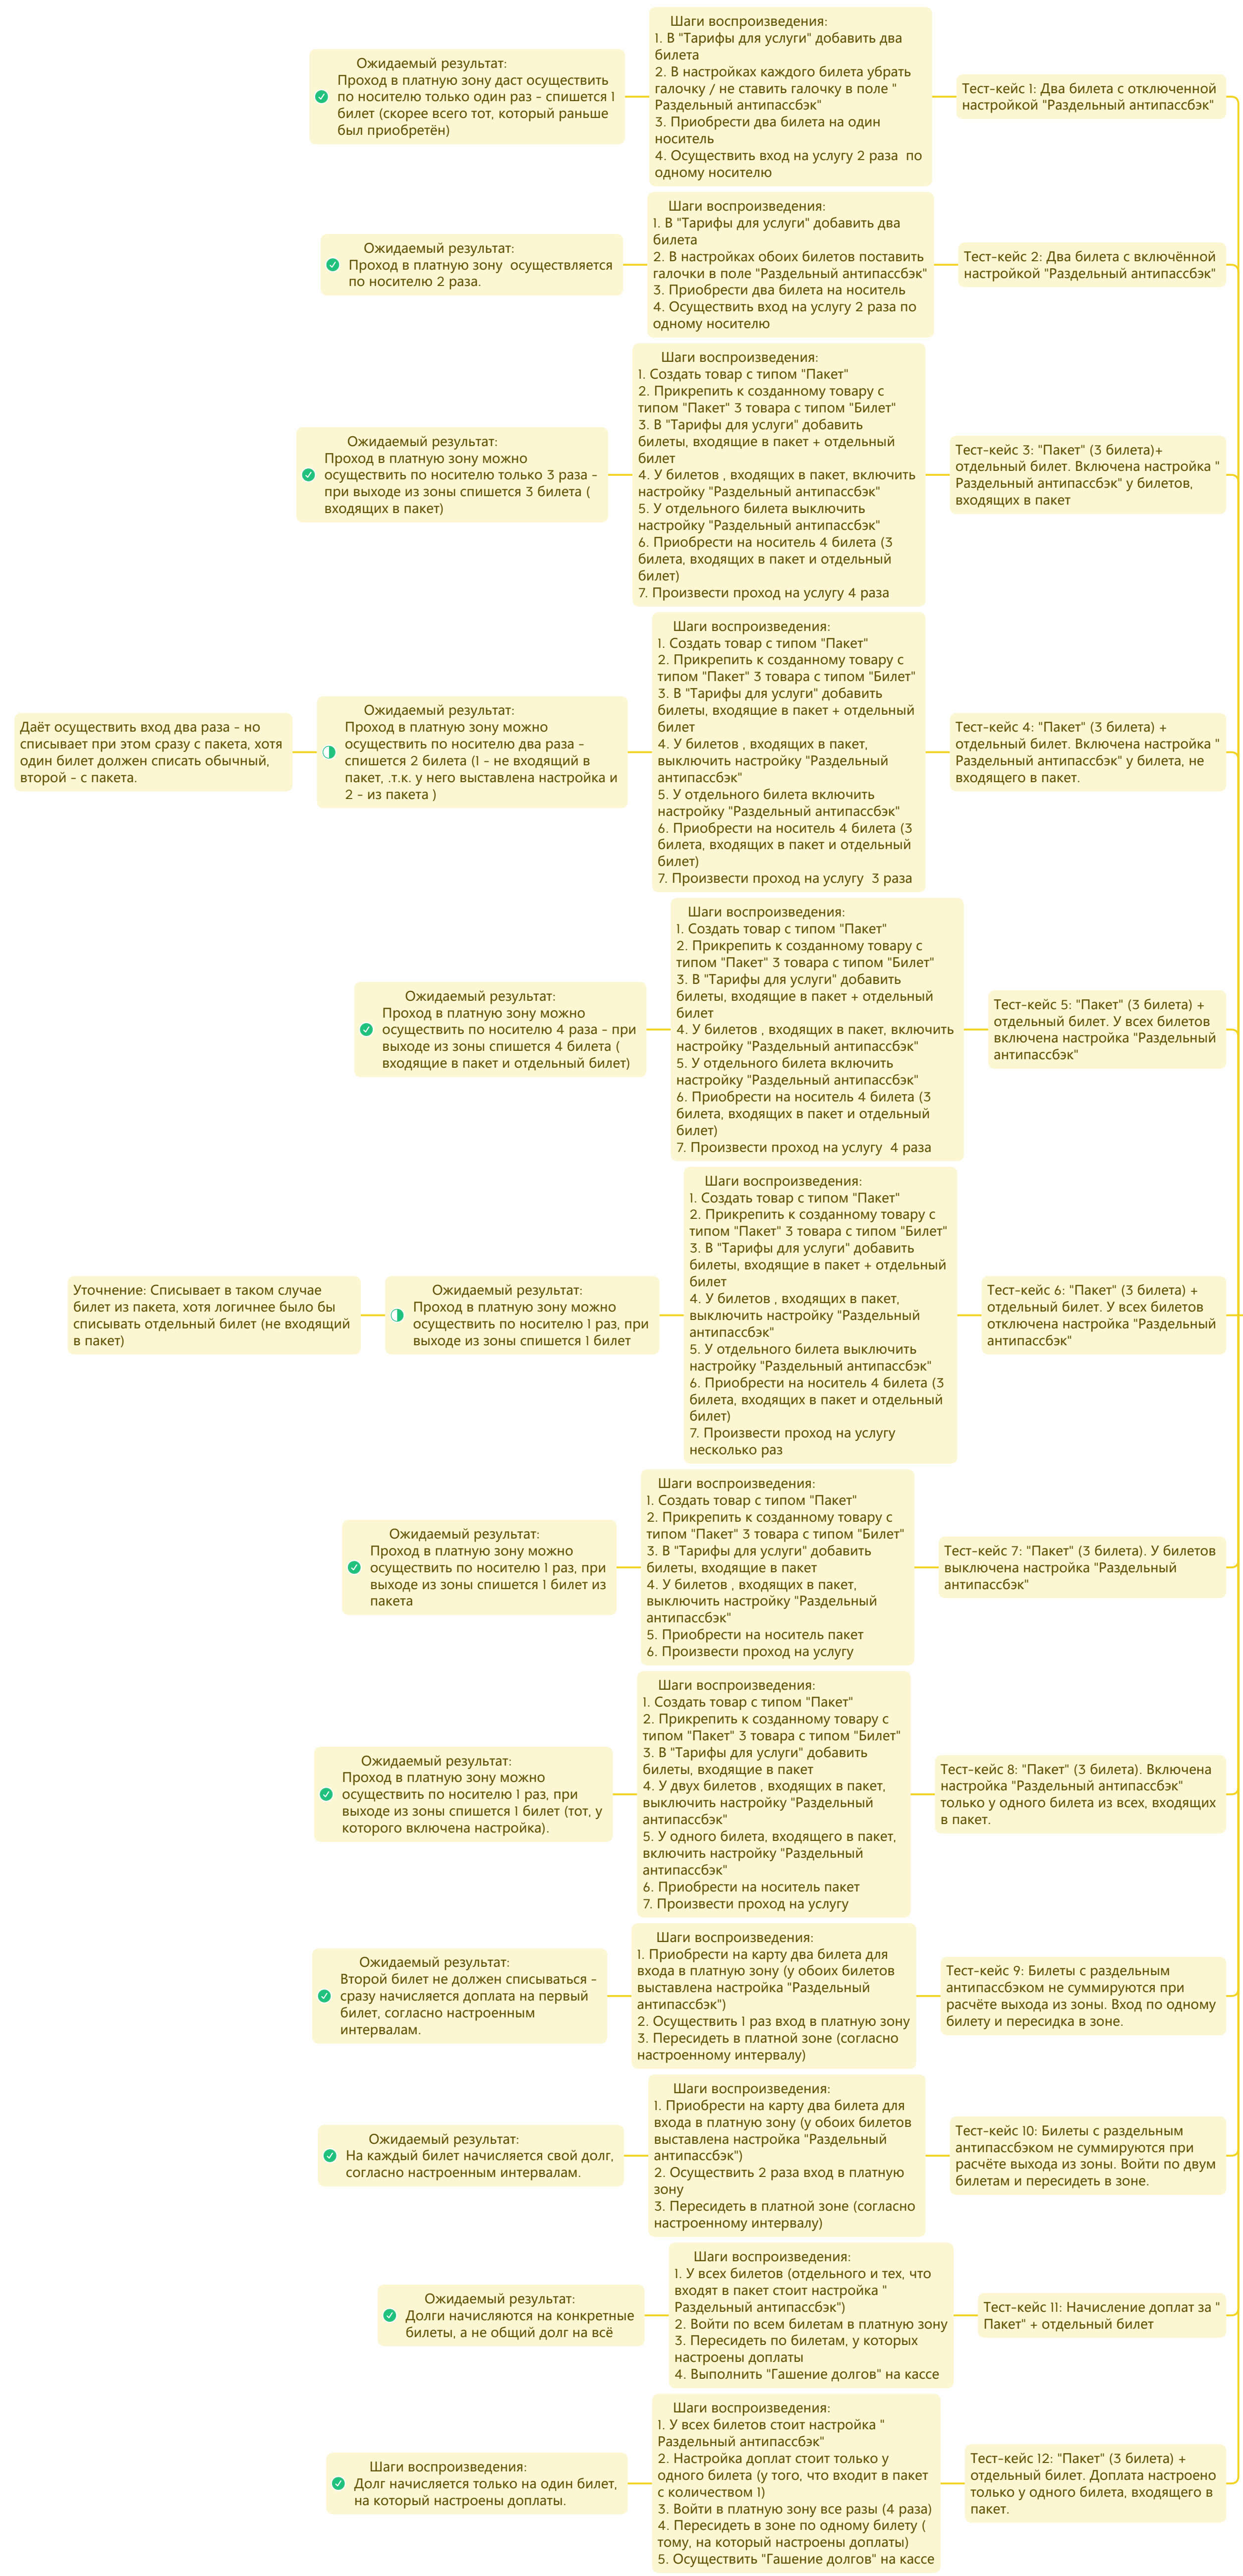 Тест-кейс 1: Два билета с отключенной
настройкой "Раздельный антипассбэк"
Шаги воспроизведения:
1. В "Тарифы для услуги" добавить два
билета
2. В настройках каждого билета убрать
галочку / не ставить галочку в поле "
Раздельный антипассбэк"
3. Приобрести два билета на один
носитель
4. Осуществить вход на услугу 2 раза  по
одному носителю
Ожидаемый результат:
Проход в платную зону даст осуществить
по носителю только один раз - спишется 1
билет (скорее всего тот, который раньше
был приобретён)
Тест-кейс 2: Два билета с включённой
настройкой "Раздельный антипассбэк"
Шаги воспроизведения:
1. В "Тарифы для услуги" добавить два
билета
2. В настройках обоих билетов поставить
галочки в поле "Раздельный антипассбэк"
3. Приобрести два билета на носитель
4. Осуществить вход на услугу 2 раза по
одному носителю
Ожидаемый результат:
Проход в платную зону  осуществляется
по носителю 2 раза.
Тест-кейс 3: "Пакет" (3 билета)+
отдельный билет. Включена настройка "
Раздельный антипассбэк" у билетов,
входящих в пакет
Шаги воспроизведения:
1. Создать товар с типом "Пакет"
2. Прикрепить к созданному товару с
типом "Пакет" 3 товара с типом "Билет"
3. В "Тарифы для услуги" добавить
билеты, входящие в пакет + отдельный
билет
4. У билетов , входящих в пакет, включить
настройку "Раздельный антипассбэк"
5. У отдельного билета выключить
настройку "Раздельный антипассбэк"
6. Приобрести на носитель 4 билета (3
билета, входящих в пакет и отдельный
билет)
7. Произвести проход на услугу 4 раза
Ожидаемый результат:
Проход в платную зону можно
осуществить по носителю только 3 раза -
при выходе из зоны спишется 3 билета (
входящих в пакет)
Тест-кейс 4: "Пакет" (3 билета) +
отдельный билет. Включена настройка "
Раздельный антипассбэк" у билета, не
входящего в пакет.
Шаги воспроизведения:
1. Создать товар с типом "Пакет"
2. Прикрепить к созданному товару с
типом "Пакет" 3 товара с типом "Билет"
3. В "Тарифы для услуги" добавить
билеты, входящие в пакет + отдельный
билет
4. У билетов , входящих в пакет,
выключить настройку "Раздельный
антипассбэк"
5. У отдельного билета включить
настройку "Раздельный антипассбэк"
6. Приобрести на носитель 4 билета (3
билета, входящих в пакет и отдельный
билет)
7. Произвести проход на услугу  3 раза
Ожидаемый результат:
Проход в платную зону можно
осуществить по носителю два раза -
спишется 2 билета (1 - не входящий в
пакет, .т.к. у него выставлена настройка и
2 - из пакета )
Даёт осуществить вход два раза - но
списывает при этом сразу с пакета, хотя
один билет должен списать обычный,
второй - с пакета.
Тест-кейс 5: "Пакет" (3 билета) +
отдельный билет. У всех билетов
включена настройка "Раздельный
антипассбэк"
Шаги воспроизведения:
1. Создать товар с типом "Пакет"
2. Прикрепить к созданному товару с
типом "Пакет" 3 товара с типом "Билет"
3. В "Тарифы для услуги" добавить
билеты, входящие в пакет + отдельный
билет
4. У билетов , входящих в пакет, включить
настройку "Раздельный антипассбэк"
5. У отдельного билета включить
настройку "Раздельный антипассбэк"
6. Приобрести на носитель 4 билета (3
билета, входящих в пакет и отдельный
билет)
7. Произвести проход на услугу  4 раза
Ожидаемый результат:
Проход в платную зону можно
осуществить по носителю 4 раза - при
выходе из зоны спишется 4 билета (
входящие в пакет и отдельный билет)
Тест-кейс 6: "Пакет" (3 билета) +
отдельный билет. У всех билетов
отключена настройка "Раздельный
антипассбэк"
Шаги воспроизведения:
1. Создать товар с типом "Пакет"
2. Прикрепить к созданному товару с
типом "Пакет" 3 товара с типом "Билет"
3. В "Тарифы для услуги" добавить
билеты, входящие в пакет + отдельный
билет
4. У билетов , входящих в пакет,
выключить настройку "Раздельный
антипассбэк"
5. У отдельного билета выключить
настройку "Раздельный антипассбэк"
6. Приобрести на носитель 4 билета (3
билета, входящих в пакет и отдельный
билет)
7. Произвести проход на услугу
несколько раз
Ожидаемый результат:
Проход в платную зону можно
осуществить по носителю 1 раз, при
выходе из зоны спишется 1 билет
Уточнение: Списывает в таком случае
билет из пакета, хотя логичнее было бы
списывать отдельный билет (не входящий
в пакет)
Тест-кейс 7: "Пакет" (3 билета). У билетов
выключена настройка "Раздельный
антипассбэк"
Шаги воспроизведения:
1. Создать товар с типом "Пакет"
2. Прикрепить к созданному товару с
типом "Пакет" 3 товара с типом "Билет"
3. В "Тарифы для услуги" добавить
билеты, входящие в пакет
4. У билетов , входящих в пакет,
выключить настройку "Раздельный
антипассбэк"
5. Приобрести на носитель пакет
6. Произвести проход на услугу
Ожидаемый результат:
Проход в платную зону можно
осуществить по носителю 1 раз, при
выходе из зоны спишется 1 билет из
пакета
Тест-кейс 8: "Пакет" (3 билета). Включена
настройка "Раздельный антипассбэк"
только у одного билета из всех, входящих
в пакет.
Шаги воспроизведения:
1. Создать товар с типом "Пакет"
2. Прикрепить к созданному товару с
типом "Пакет" 3 товара с типом "Билет"
3. В "Тарифы для услуги" добавить
билеты, входящие в пакет
4. У двух билетов , входящих в пакет,
выключить настройку "Раздельный
антипассбэк"
5. У одного билета, входящего в пакет,
включить настройку "Раздельный
антипассбэк"
6. Приобрести на носитель пакет
7. Произвести проход на услугу
Ожидаемый результат:
Проход в платную зону можно
осуществить по носителю 1 раз, при
выходе из зоны спишется 1 билет (тот, у
которого включена настройка).
Тест-кейс 9: Билеты с раздельным
антипассбэком не суммируются при
расчёте выхода из зоны. Вход по одному
билету и пересидка в зоне.
Шаги воспроизведения:
1. Приобрести на карту два билета для
входа в платную зону (у обоих билетов
выставлена настройка "Раздельный
антипассбэк")
2. Осуществить 1 раз вход в платную зону
3. Пересидеть в платной зоне (согласно
настроенному интервалу)
Ожидаемый результат:
Второй билет не должен списываться -
сразу начисляется доплата на первый
билет, согласно настроенным
интервалам.
Тест-кейс 10: Билеты с раздельным
антипассбэком не суммируются при
расчёте выхода из зоны. Войти по двум
билетам и пересидеть в зоне.
Шаги воспроизведения:
1. Приобрести на карту два билета для
входа в платную зону (у обоих билетов
выставлена настройка "Раздельный
антипассбэк")
2. Осуществить 2 раза вход в платную
зону
3. Пересидеть в платной зоне (согласно
настроенному интервалу)
Ожидаемый результат:
На каждый билет начисляется свой долг,
согласно настроенным интервалам.
Тест-кейс 11: Начисление доплат за "
Пакет" + отдельный билет
Шаги воспроизведения:
1. У всех билетов (отдельного и тех, что
входят в пакет стоит настройка "
Раздельный антипассбэк")
2. Войти по всем билетам в платную зону
3. Пересидеть по билетам, у которых
настроены доплаты
4. Выполнить "Гашение долгов" на кассе
Ожидаемый результат:
Долги начисляются на конкретные
билеты, а не общий долг на всё
Тест-кейс 12: "Пакет" (3 билета) +
отдельный билет. Доплата настроено
только у одного билета, входящего в
пакет.
Шаги воспроизведения:
1. У всех билетов стоит настройка "
Раздельный антипассбэк"
2. Настройка доплат стоит только у
одного билета (у того, что входит в пакет
с количеством 1)
3. Войти в платную зону все разы (4 раза)
4. Пересидеть в зоне по одному билету (
тому, на который настроены доплаты)
5. Осуществить "Гашение долгов" на кассе
Шаги воспроизведения:
Долг начисляется только на один билет,
на который настроены доплаты.